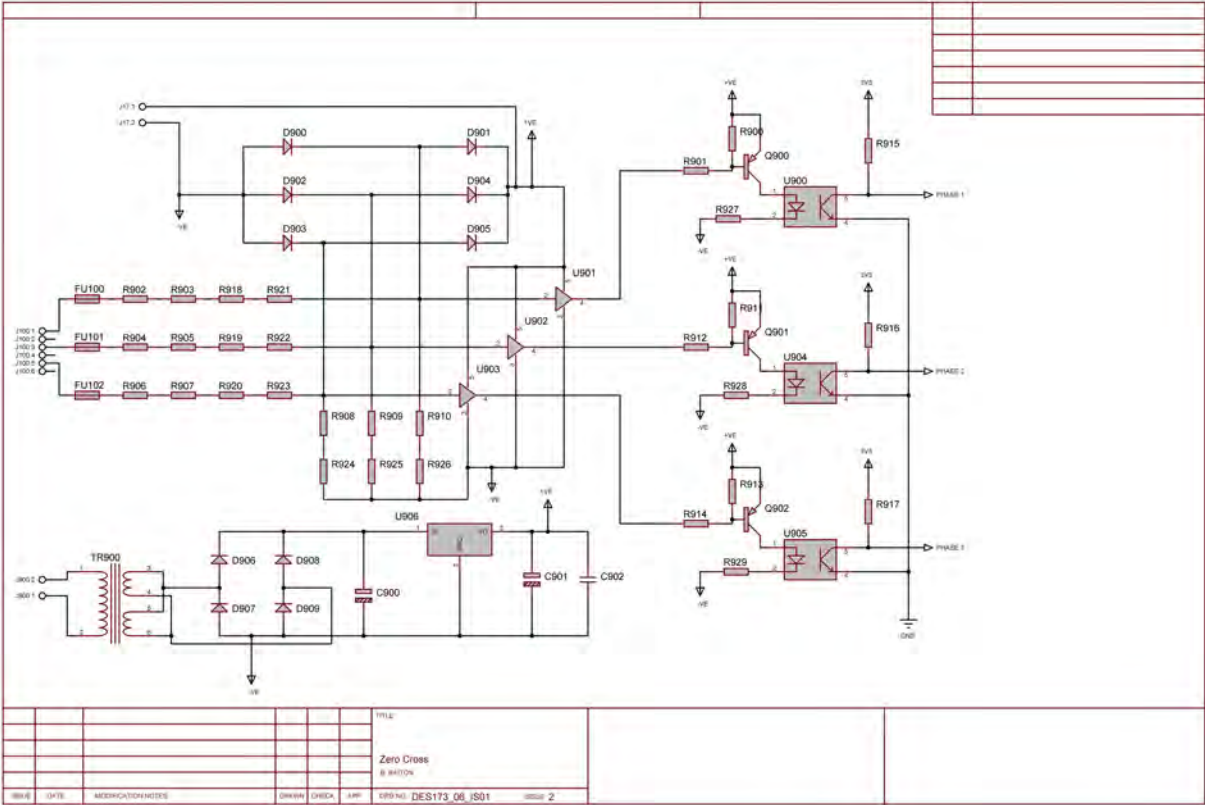 +VE
3V3
J17.1
J17.2
D900
D901
+VE
R900
Q900
R915
R901
U900
D902
D904
PHASE 1
R927
-VE
D903
D905
-VE
U901
FU100
R902
R903
R918
R921
+VE
3V3
U902
R911
Q901
R916
J100.1
J100.2
J100.3
J100.4
J100.5
J100.6
FU101
R904
R905
R919
R922
R912
U904
U903
PHASE 2
FU102
R906
R907
R920
R923
R928
-VE
R908
R909
R910
+VE
3V3
R924
R925
R926
-VE
R913
Q902
R917
+VE
U906
R914
U905
VO
PHASE 3
TR900
D906
D908
R929
J900.2
J900.1
C900
C901
C902
-VE
D907
D909
GND
-VE
TITLE
Zero Cross
B. BATTON
ISSUE
DATE
MODIFICATION NOTES
DRAWN
CHECK
APP
DRG NO. DES173_06_IS01
ISSUE 2